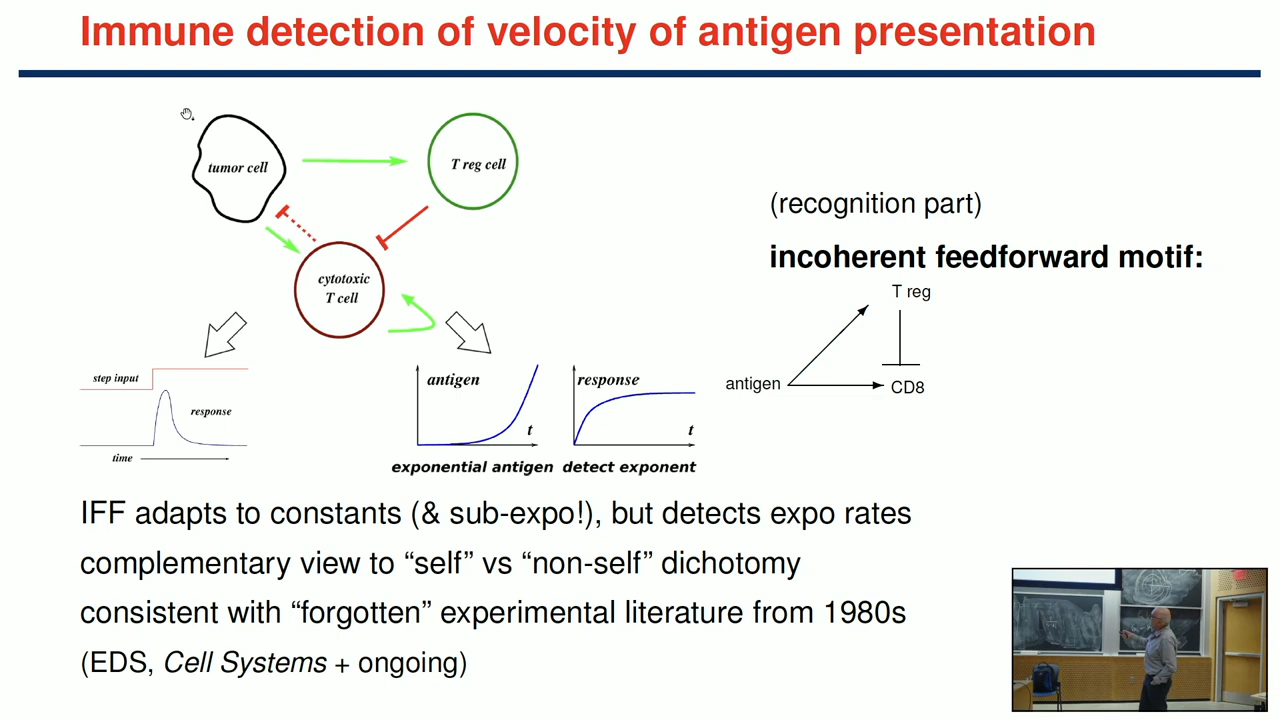 Immune detection of velocity of antigen presentation
tumor cell
T reg cell
cytotoxic
T cell
(recognition part)
incoherent feedforward motif:
T reg
antigen
CD8
step input
response
time
antigen
t
exponential antigen
response
t
detect exponent
IFF adapts to constants (& sub-expo!), but detects expo rates
complementary view to “self” vs “non-self” dichotomy
consistent with “forgotten” experimental literature from 1980s
(EDS, Cell Systems + ongoing)